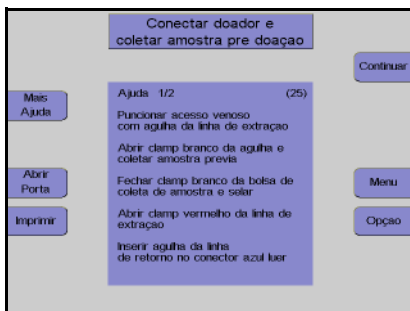 Conectar doador e
coletar amostra pre doaçao
Continuar
Mais
Ajuda
Ajuda 1/2 (25)
Puncionar acesso venoso
com agulha da linha de extraçao
Abrir clamp branco da agulha e
coletar amostra previa
Fechar clamp branco da bolsa de
coleta de amostra e selar
Abrir clamp vermelho da linha de
extraçao
Inserir agulha da linha
de retorno no conector azul luer
Abrir
Porta
Imprimir
Menu
Opçao